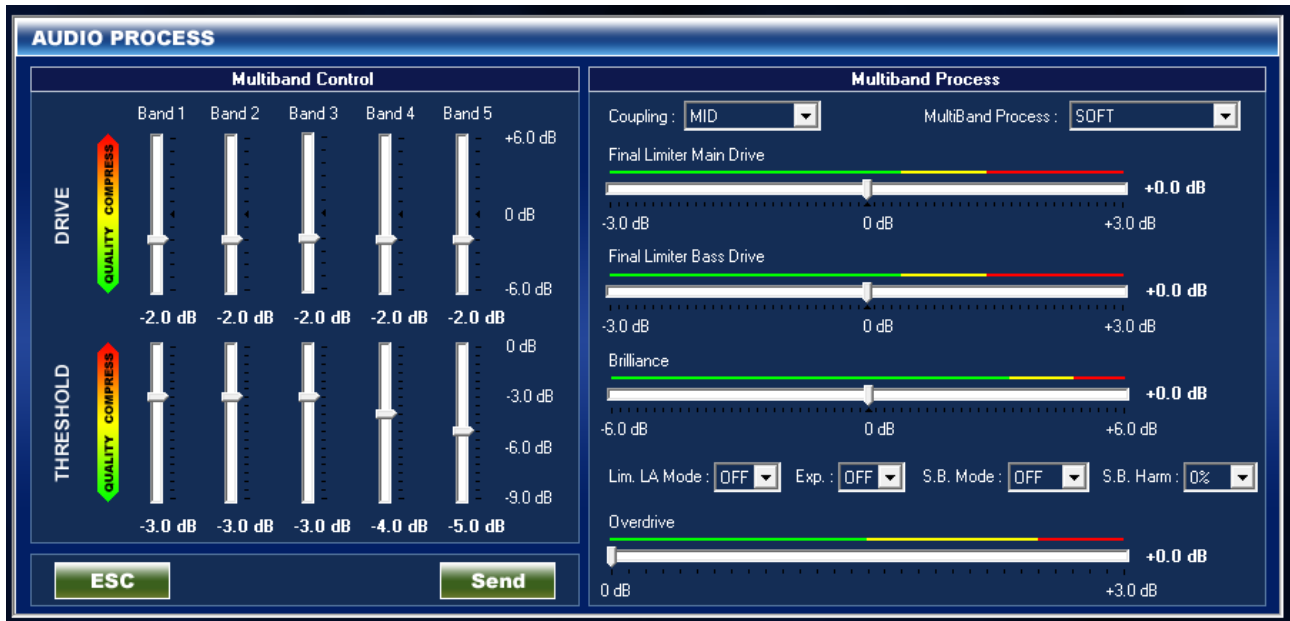 AUDIO PROCESS
Multiband Control
Band 1 Band 2 Band 3 Band 4 Band 5
DRIVE
QUALITY COMPRESS
+6.0 dB
0 dB
-6.0 dB
-2.0 dB -2.0 dB -2.0 dB -2.0 dB -2.0 dB
THRESHOLD
QUALITY COMPRESS
0 dB
-3.0 dB
-6.0 dB
-9.0 dB
-3.0 dB -3.0 dB -3.0 dB -4.0 dB -5.0 dB
ESC Send
Multiband Process
Coupling : MID MultiBand Process : SOFT
Final Limiter Main Drive
+0.0 dB
-3.0 dB 0 dB +3.0 dB
Final Limiter Bass Drive
+0.0 dB
-3.0 dB 0 dB +3.0 dB
Brilliance
+0.0 dB
-6.0 dB 0 dB +6.0 dB
Lim. LA Mode : OFF Exp. : OFF S.B. Mode : OFF S.B. Harm : 0%
Overdrive
+0.0 dB
0 dB +3.0 dB